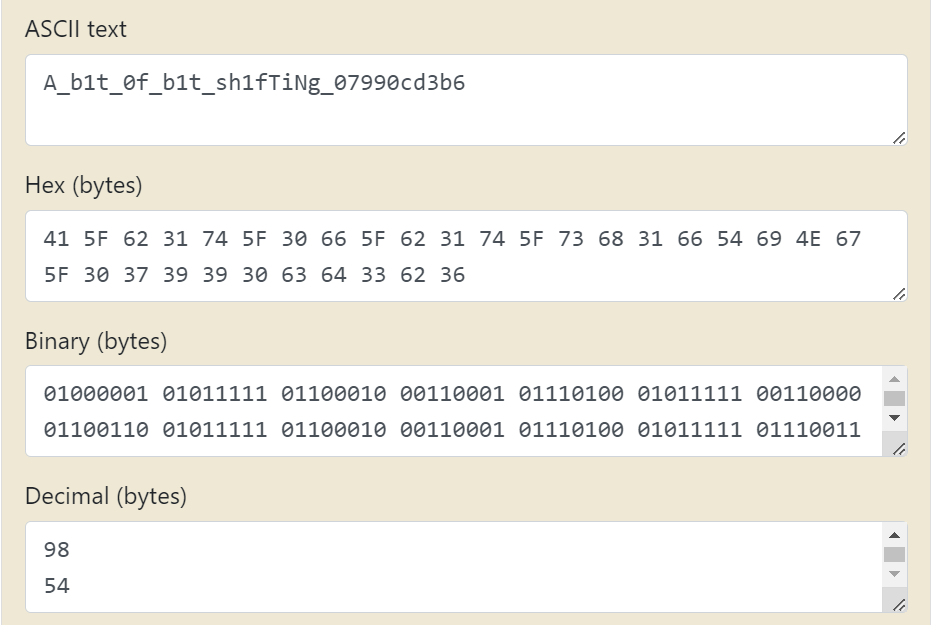 ASCII text
A_b1t_0f_b1t_sh1fTiNg_07990cd3b6
Hex (bytes)
41 5F 62 31 74 5F 30 66 5F 62 31 74 5F 73 68 31 66 54 69 4E 67
5F 30 37 39 39 30 63 64 33 62 36
Binary (bytes)
01000001 01011111 01100010 00110001 01110100 01011111 00110000
01100110 01011111 01100010 00110001 01110100 01011111 01110011
Decimal (bytes)
98
54